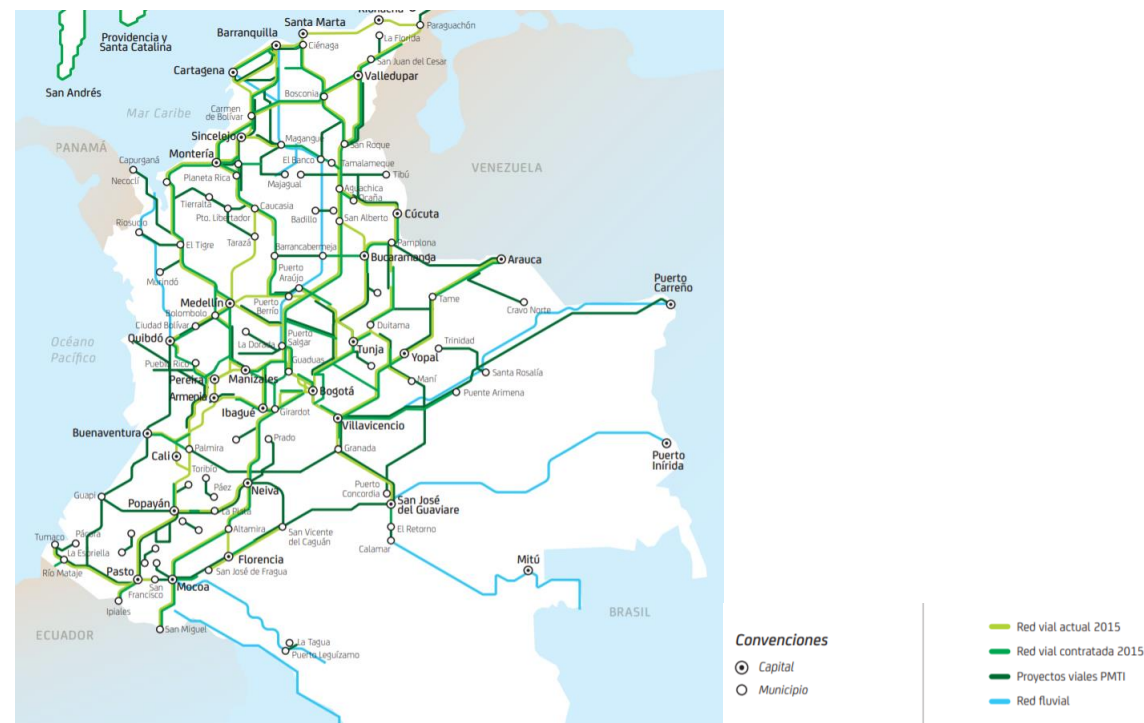 Riohacha
Santa Marta
Paraguachón
Providencia y
Santa Catalina
Barranquilla
La Florida
Ciénaga
San Juan del Cesar
Cartagena
Valledupar
San Andrés
Bosconia
Mar Caribe
Carmen
de Bolívar
Sincelejo
Magangue
San Roque
PANAMÁ
Montería
El Banco
Tamalameque
VENEZUELA
Capurganá
Necoclí
Planeta Rica
Majagual
Tibú
Aguachica
Ocaña
Tierralta
Pto. Libertador
Caucasia
Badillo
San Alberto
Cúcuta
Riosucio
Tarazá
El Tigre
Barrancabermeja
Pamplona
Bucaramanga
Arauca
Murindó
Puerto
Araújo
Puerto
Carreño
Medellín
Puerto
Berrío
Tame
Cravo Norte
Bolombolo
Ciudad Bolívar
Duitama
Océano
Pacífico
Quibdó
La Dorada
Puerto
Salgar
Tunja
Trinidad
Yopal
Pueblo Rico
Guaduas
Santa Rosalía
Pereira
Manizales
Maní
Puente Arimena
Armenia
Bogotá
Ibagué
Girardot
Villavicencio
Buenaventura
Prado
Puerto
Inírida
Cali
Palmira
Granada
Toribío
Páez
Neiva
Puerto
Concordia
Guapi
Popayán
La Plata
San José
del Guaviare
Altamira
San Vicente
del Caguán
El Retorno
Tumaco
La Espriella
Calamar
Florencia
Mitú
Río Mataje
Pasto
San
Francisco
Mocoa
San José de Fragua
Ipiales
BRASIL
ECUADOR
San Miguel
La Tagua
Puerto Leguízamo
Convenciones
Capital
Municipio
Red vial actual 2015
Red vial contratada 2015
Proyectos viales PMTI
Red fluvial